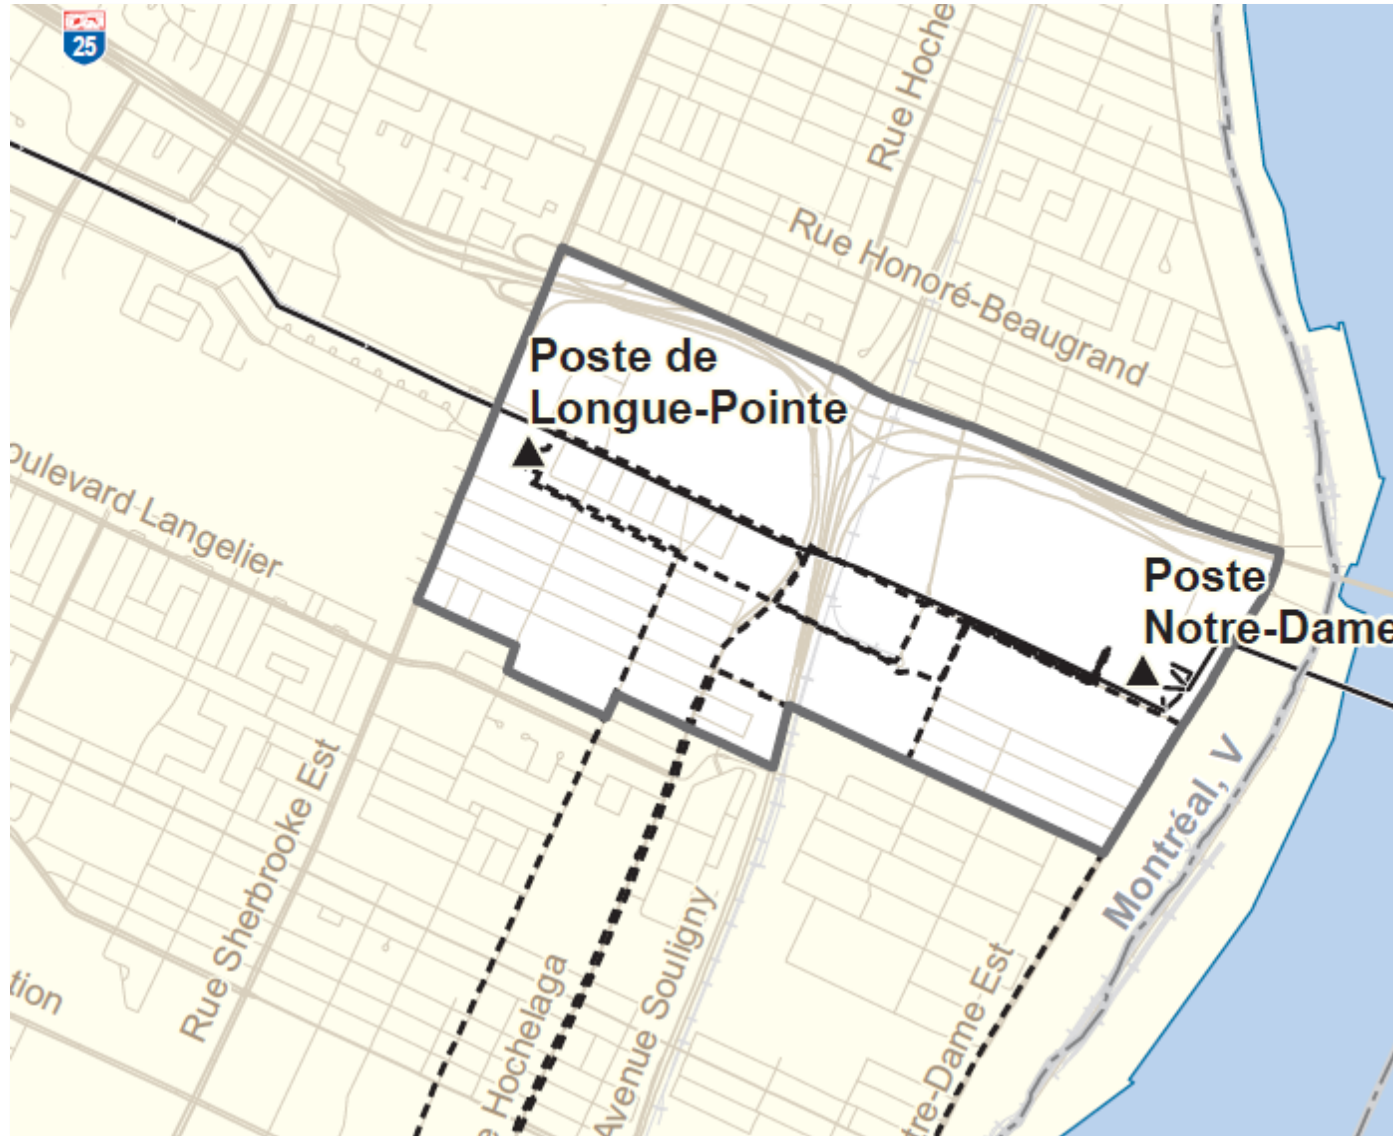 25
Rue Hoche
Rue Honoré-Beaugrand
Poste de
Longue-Pointe
oulevard Langelier
Poste
Notre-Dame
Montréal, V
Rue Sherbrooke Est
tion
e Hochelaga
Avenue Souligny
tre-Dame Est